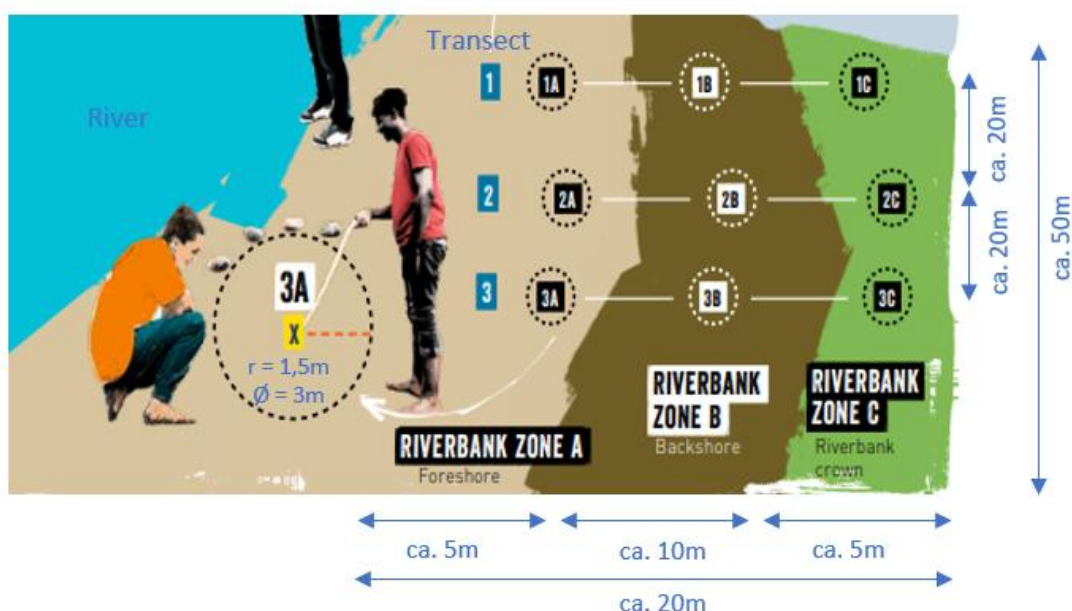 Transect
River
1
1A
1B
1C
2
2A
2B
2C
3
3A
3B
3C
3A
X
r = 1,5m
Ø = 3m
RIVERBANK ZONE A
Foreshore
RIVERBANK
ZONE B
Backshore
RIVERBANK
ZONE C
Riverbank
crown
ca. 20m
ca. 20m
ca. 50m
ca. 5m
ca. 10m
ca. 5m
ca. 20m